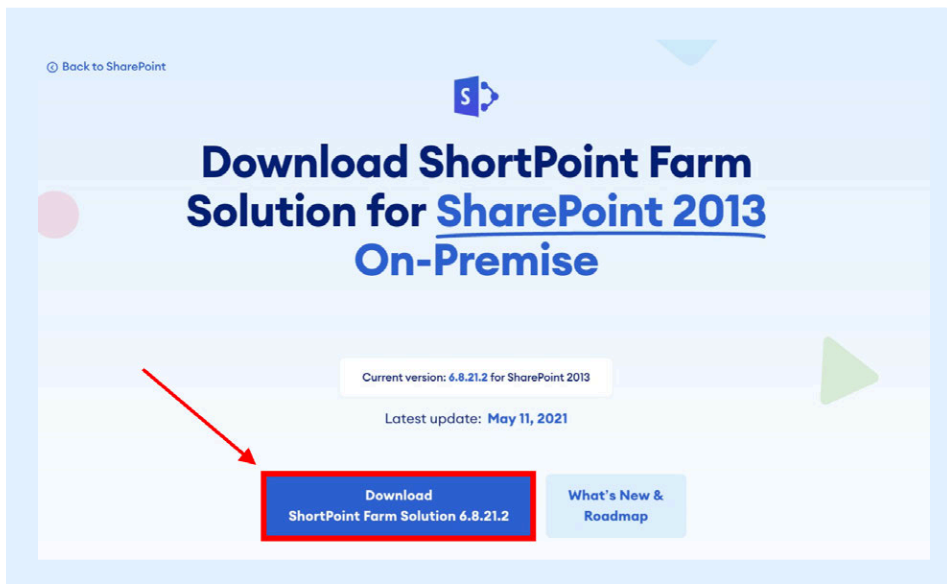 Back to SharePoint
S
Download ShortPoint Farm
Solution for SharePoint 2013
On-Premise
Current version: 6.8.21.2 for SharePoint 2013
Latest update: May 11, 2021
Download
ShortPoint Farm Solution 6.8.21.2
What's New &
Roadmap